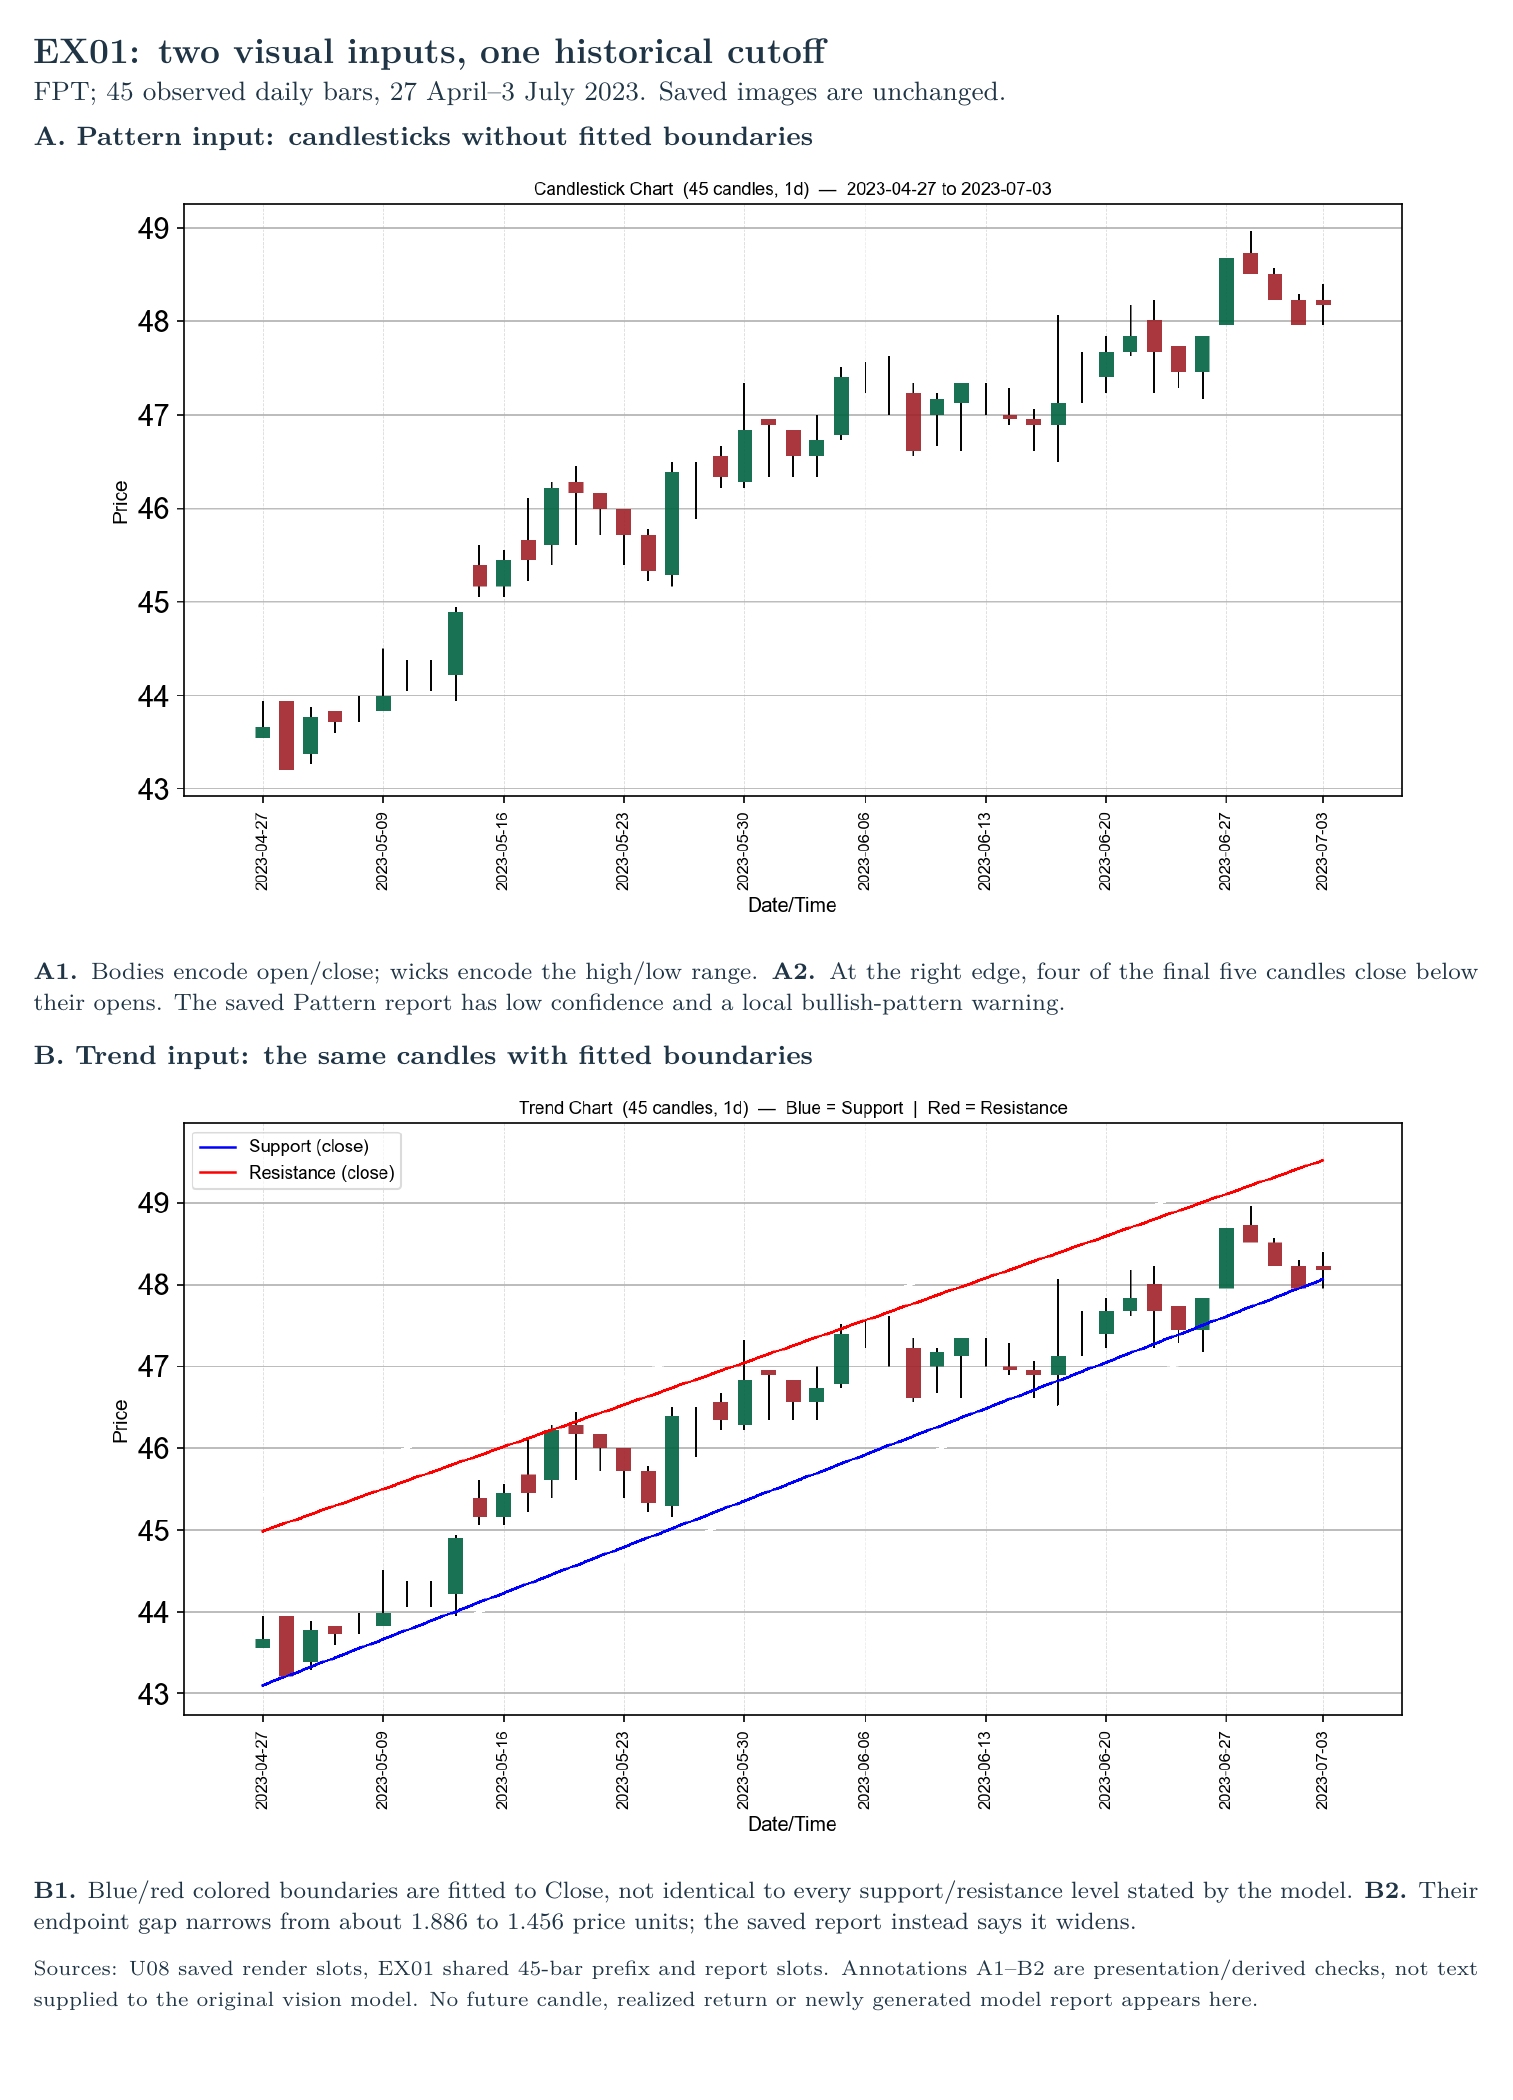 EX01: two visual inputs, one historical cutoff
FPT; 45 observed daily bars, 27 April–3 July 2023. Saved images are unchanged.
A. Pattern input: candlesticks without fitted boundaries
Candlestick Chart (45 candles, 1d) — 2023-04-27 to 2023-07-03
49
48
47
46
45
44
43
Price
2023-04-27
2023-05-09
2023-05-16
2023-05-23
2023-05-30
2023-06-06
2023-06-13
2023-06-20
2023-06-27
2023-07-03
Date/Time
A1. Bodies encode open/close; wicks encode the high/low range. A2. At the right edge, four of the final five candles close below
their opens. The saved Pattern report has low confidence and a local bullish-pattern warning.
B. Trend input: the same candles with fitted boundaries
Trend Chart (45 candles, 1d) — Blue = Support | Red = Resistance
Support (close)
Resistance (close)
49
48
47
46
45
44
43
Price
2023-04-27
2023-05-09
2023-05-16
2023-05-23
2023-05-30
2023-06-06
2023-06-13
2023-06-20
2023-06-27
2023-07-03
Date/Time
B1. Blue/red colored boundaries are fitted to Close, not identical to every support/resistance level stated by the model. B2. Their
endpoint gap narrows from about 1.886 to 1.456 price units; the saved report instead says it widens.
Sources: U08 saved render slots, EX01 shared 45-bar prefix and report slots. Annotations A1–B2 are presentation/derived checks, not text
supplied to the original vision model. No future candle, realized return or newly generated model report appears here.